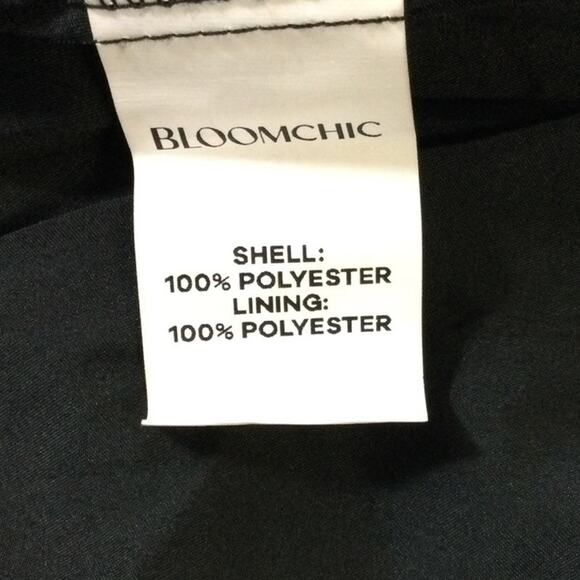 BLOOMCHIC
SHELL:
100% POLYESTER
LINING:
100% POLYESTER